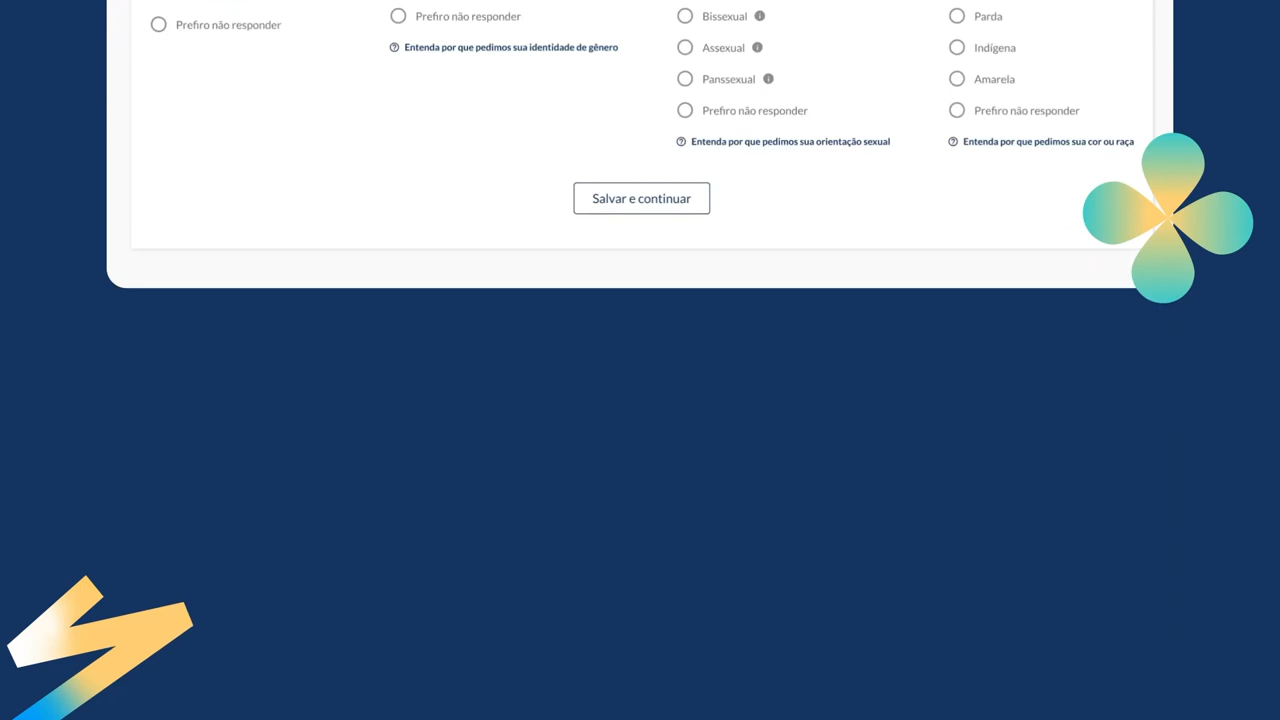 Prefiro não responder
Prefiro não responder
Entenda por que pedimos sua identidade de gênero
Bissexual
Assexual
Panssexual
Prefiro não responder
Entenda por que pedimos sua orientação sexual
Parda
Indígena
Amarela
Prefiro não responder
Entenda por que pedimos sua cor ou raça
Salvar e continuar